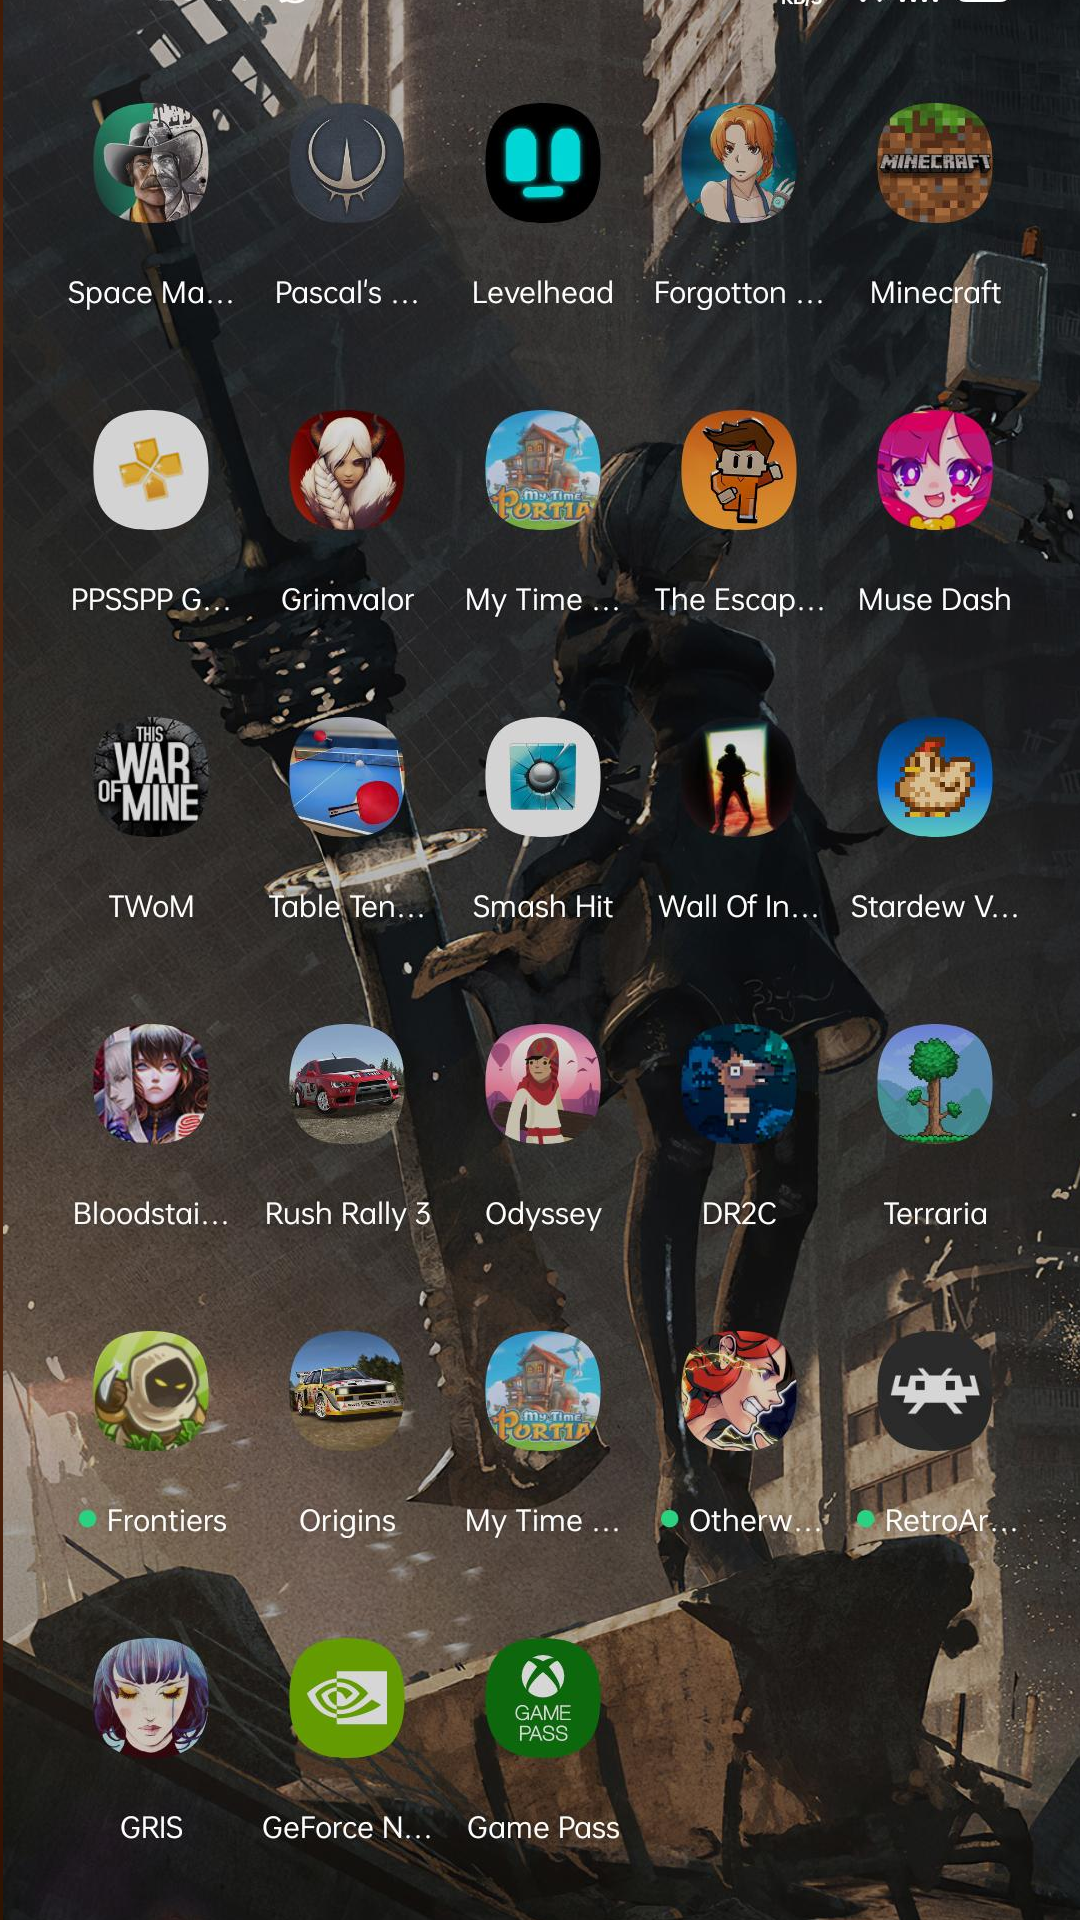 MINECRAFT
Space Ma...
Pascal's ...
Levelhead
Forgotton ...
Minecraft
My Time
PORTIA
PPSSPP G...
Grimvalor
My Time ...
The Escap...
Muse Dash
THIS
WAR
OF MINE
TWoM
Table Ten...
Smash Hit
Wall Of In...
Stardew V...
Bloodstai...
Rush Rally 3
Odyssey
DR2C
Terraria
My Time
PORTIA
Frontiers
Origins
My Time ...
Otherw...
RetroAr...
GAME
PASS
GRIS
GeForce N...
Game Pass